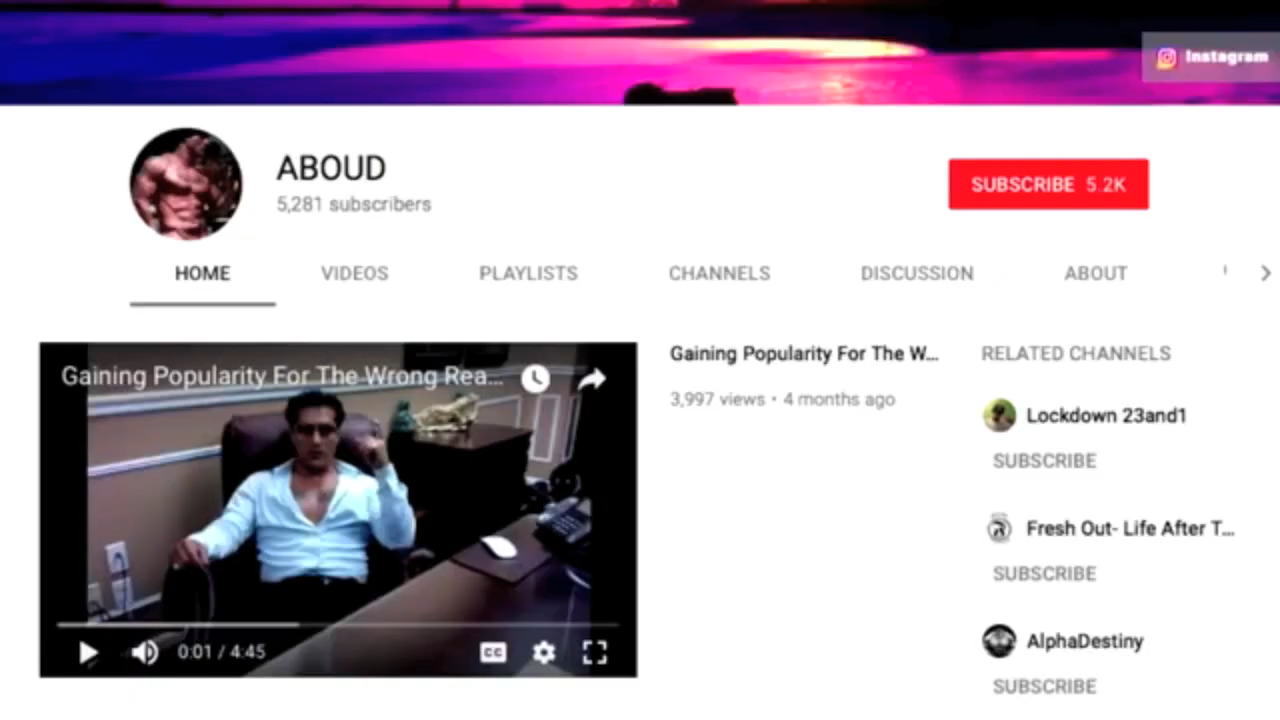 Instagram
ABOUD
5,281 subscribers
SUBSCRIBE 5.2K
HOME
VIDEOS
PLAYLISTS
CHANNELS
DISCUSSION
ABOUT
Gaining Popularity For The Wrong Rea...
0:01 / 4:45
CC
Gaining Popularity For The W...
3,997 views • 4 months ago
RELATED CHANNELS
Lockdown 23and1
SUBSCRIBE
Fresh Out- Life After T...
SUBSCRIBE
AlphaDestiny
SUBSCRIBE